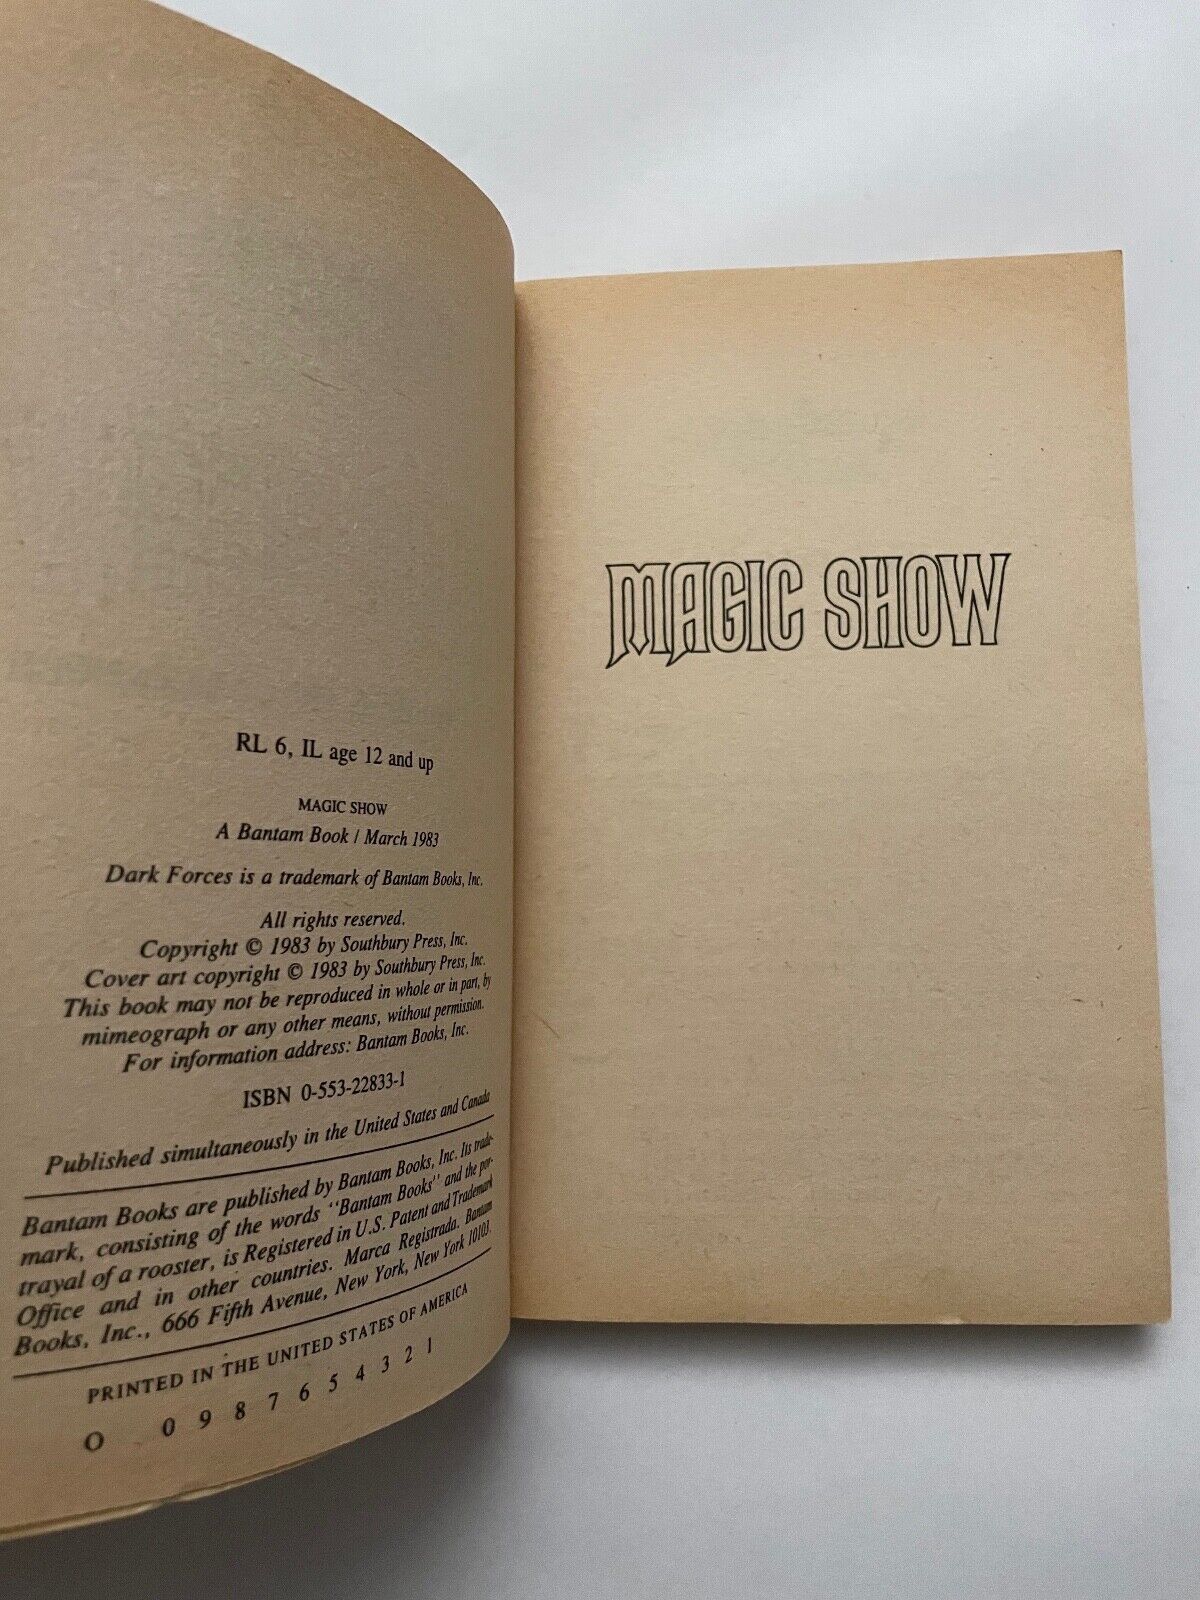 RL 6, IL age 12 and up
MAGIC SHOW
A Bantam Book / March 1983
Dark Forces is a trademark of Bantam Books, Inc.
All rights reserved.
Copyright © 1983 by Southbury Press, Inc.
Cover art copyright © 1983 by Southbury Press, Inc.
This book may not be reproduced in whole or in part, by
mimeograph or any other means, without permission.
For information address: Bantam Books, Inc.
ISBN 0-553-22833-1
Published simultaneously in the United States and Canada
Bantam Books are published by Bantam Books, Inc. Its trade-
mark, consisting of the words "Bantam Books" and the por-
trayal of a rooster, is Registered in U.S. Patent and Trademark
Office and in other countries. Marca Registrada. Bantam
Books, Inc., 666 Fifth Avenue, New York, New York 10103.
PRINTED IN THE UNITED STATES OF AMERICA
O 0 9 8 7 6 5 4 3 2 1
MAGIC SHOW